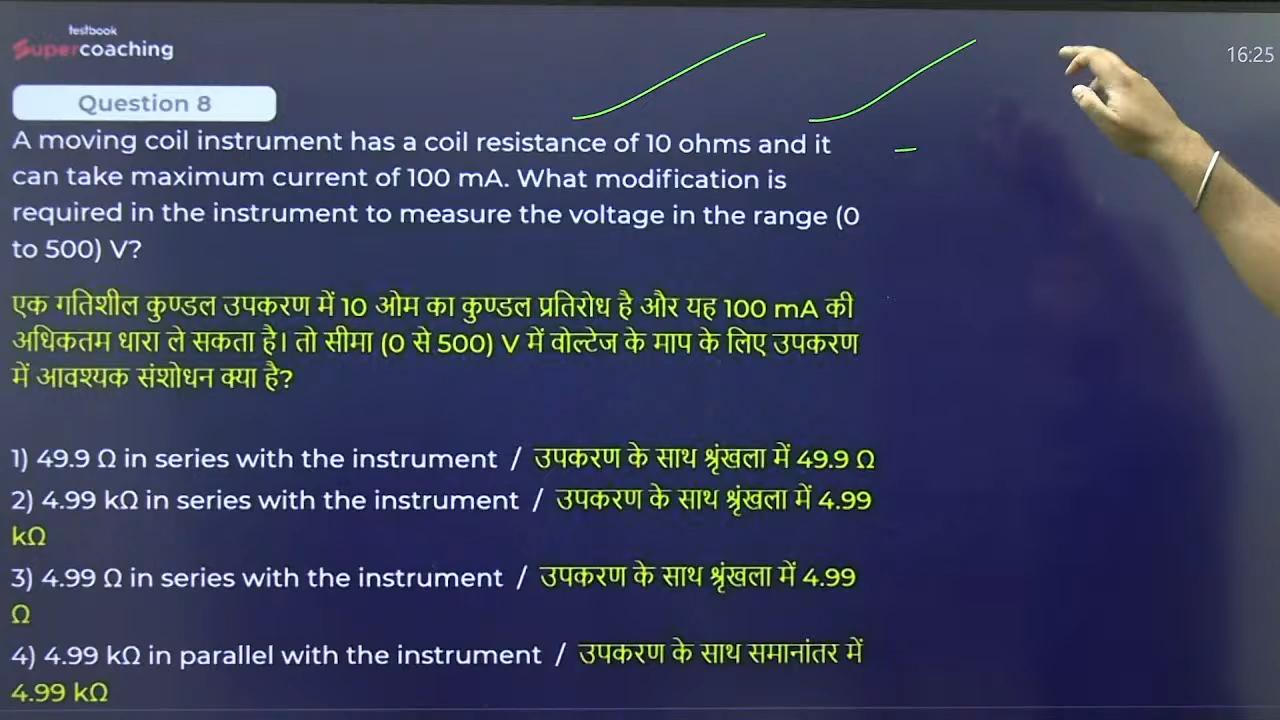 testbook
Supercoaching
16:25
Question 8
A moving coil instrument has a coil resistance of 10 ohms and it
can take maximum current of 100 mA. What modification is
required in the instrument to measure the voltage in the range (0
to 500) V?
एक गतिशील कुण्डल उपकरण में 10 ओम का कुण्डल प्रतिरोध है और यह 100 mA की
अधिकतम धारा ले सकता है। तो सीमा (0 से 500) V में वोल्टेज के माप के लिए उपकरण
में आवश्यक संशोधन क्या है?
1) 49.9 Ω in series with the instrument / उपकरण के साथ श्रृंखला में 49.9 Ω
2) 4.99 kΩ in series with the instrument / उपकरण के साथ श्रृंखला में 4.99
kΩ
3) 4.99 Ω in series with the instrument / उपकरण के साथ श्रृंखला में 4.99
Ω
4) 4.99 kΩ in parallel with the instrument / उपकरण के साथ समानांतर में
4.99 kΩ